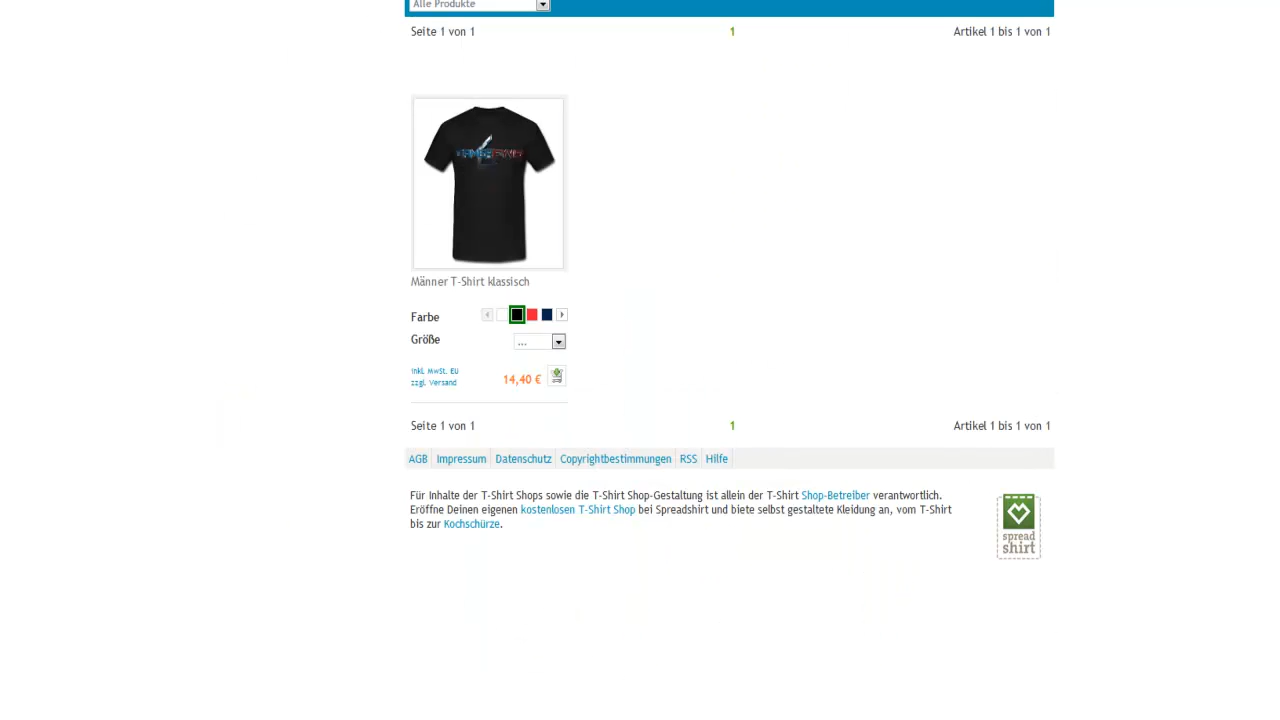 Alle Produkte
Seite 1 von 1 1 Artikel 1 bis 1 von 1
Männer T-Shirt klassisch
Farbe
Größe ...
inkl. MwSt. EU
zzgl. Versand 14,40 €
Seite 1 von 1 1 Artikel 1 bis 1 von 1
AGB Impressum Datenschutz Copyrightbestimmungen RSS Hilfe
Für Inhalte der T-Shirt Shops sowie die T-Shirt Shop-Gestaltung ist allein der T-Shirt Shop-Betreiber verantwortlich.
Eröffne Deinen eigenen kostenlosen T-Shirt Shop bei Spreadshirt und biete selbst gestaltete Kleidung an, vom T-Shirt
bis zur Kochschürze.
spread
shirt